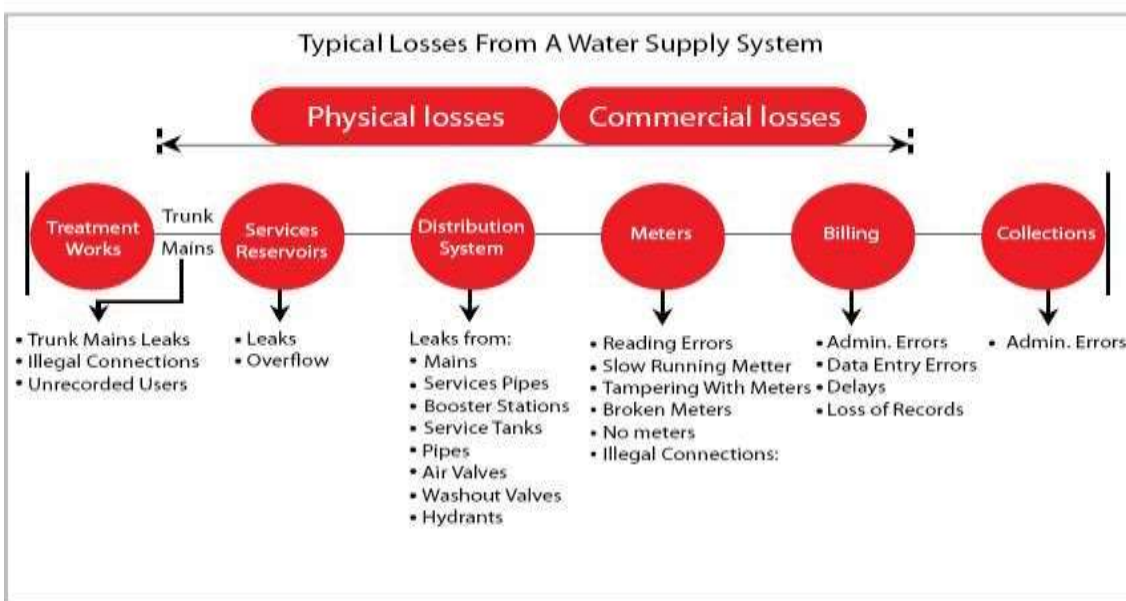 Typical Losses From A Water Supply System
Physical losses
Commercial losses
Treatment
Works
Trunk
Mains
Services
Reservoirs
Distribution
System
Meters
Billing
Collections
• Trunk Mains Leaks
• Illegal Connections
• Unrecorded Users
• Leaks
• Overflow
Leaks from:
• Mains
• Services Pipes
• Booster Stations
• Service Tanks
• Pipes
• Air Valves
• Washout Valves
• Hydrants
• Reading Errors
• Slow Running Metter
• Tampering With Meters
• Broken Meters
• No meters
• Illegal Connections:
• Admin. Errors
• Data Entry Errors
• Delays
• Loss of Records
• Admin. Errors